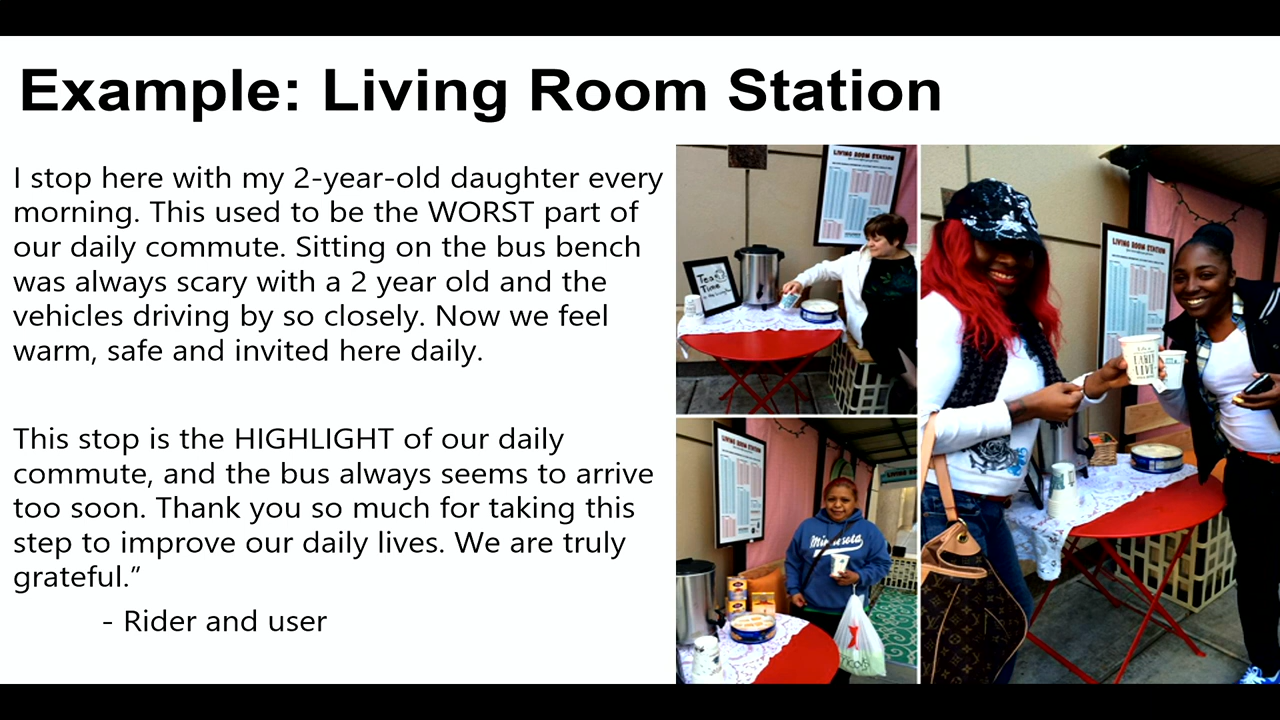 Example: Living Room Station
I stop here with my 2-year-old daughter every
morning. This used to be the WORST part of
our daily commute. Sitting on the bus bench
was always scary with a 2 year old and the
vehicles driving by so closely. Now we feel
warm, safe and invited here daily.
This stop is the HIGHLIGHT of our daily
commute, and the bus always seems to arrive
too soon. Thank you so much for taking this
step to improve our daily lives. We are truly
grateful.”
- Rider and user
LIVING ROOM STATION
Tea
Time
LIVING ROOM STATION
LIVING ROOM STATION
Minnesota